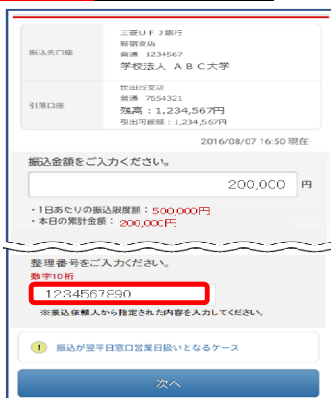 三菱UFJ銀行
新宿支店
振込先口座
普通 1234567
学校法人 ABC大学
世田谷支店
普通 7654321
引落口座
残高：1,234,567円
引出可能額：1,234,567円
2016/08/07 16:50 現在
振込金額をご入力ください。
200,000 円
・1日あたりの振込限度額：500,000円
・本日の累計金額：200,000円
整理番号をご入力ください。
数字10桁
1234567890
※振込依頼人から指定された内容を入力してください。
振込が翌平日窓口営業日扱いとなるケース
次へ